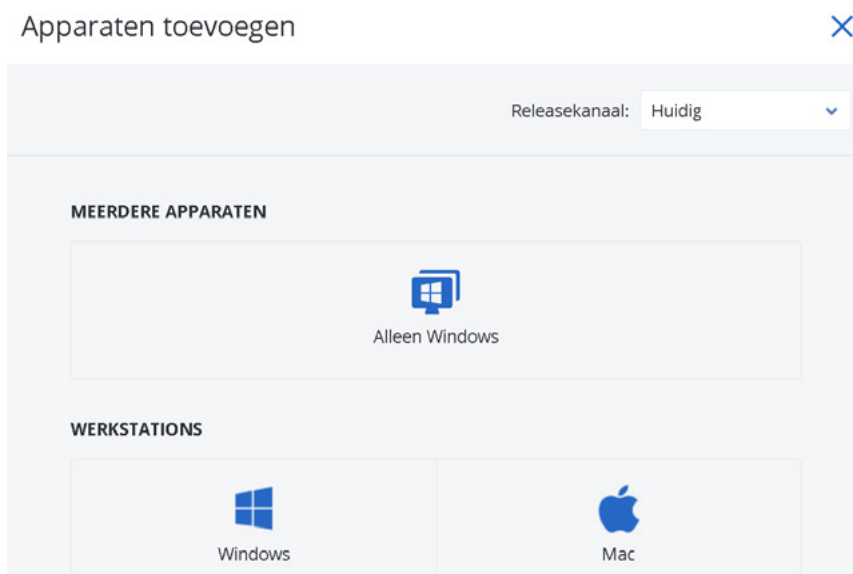 Apparaten toevoegen
Releasekanaal: Huidig
MEERDERE APPARATEN
Alleen Windows
WERKSTATIONS
Windows Mac